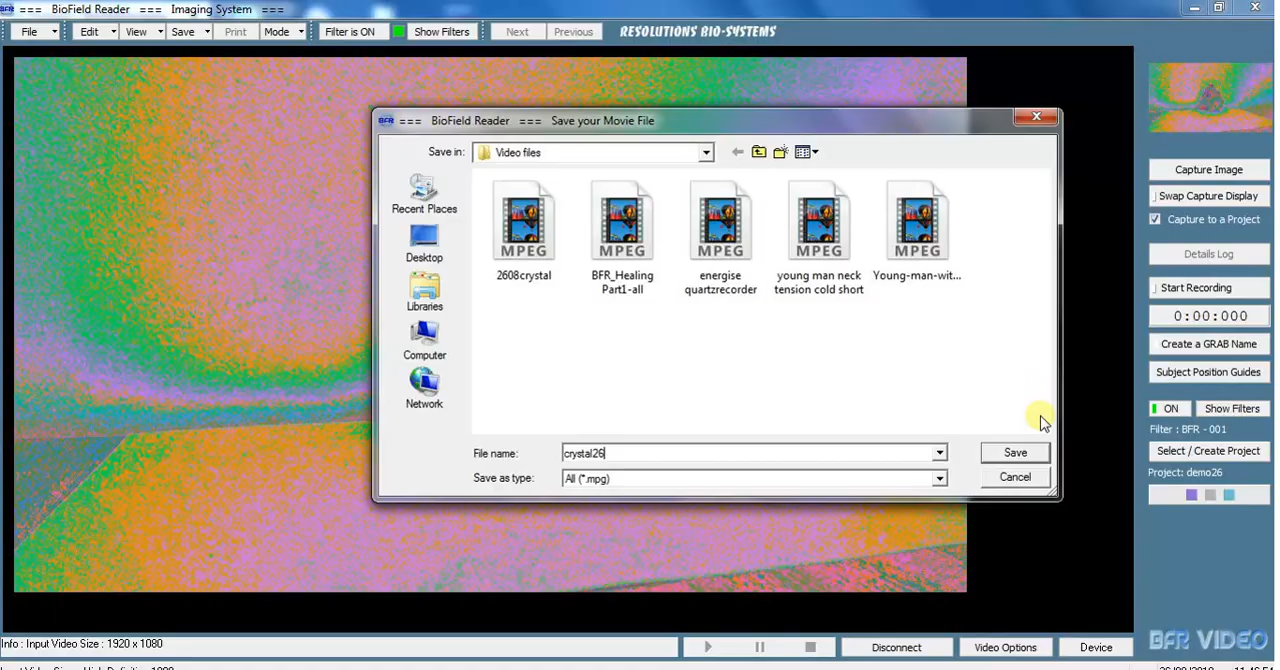 === BioField Reader === Imaging System ===
File Edit View Save Print Mode Filter is ON Show Filters Next Previous RESOLUTIONS BIO-SYSTEMS
BFR === BioField Reader === Save your Movie File
Save in: Video files
Recent Places
Desktop
Libraries
Computer
Network
MPEG MPEG MPEG MPEG MPEG
2608crystal BFR_Healing energise young man neck Young-man-wit...
Part1-all quartzrecorder tension cold short
File name: crystal26 Save
Save as type: All (*.mpg) Cancel
Capture Image
Swap Capture Display
Capture to a Project
Details Log
Start Recording
0:00:000
Create a GRAB Name
Subject Position Guides
ON Show Filters
Filter : BFR - 001
Select / Create Project
Project: demo26
BFR VIDEO
Info : Input Video Size : 1920 x 1080
Disconnect Video Options Device